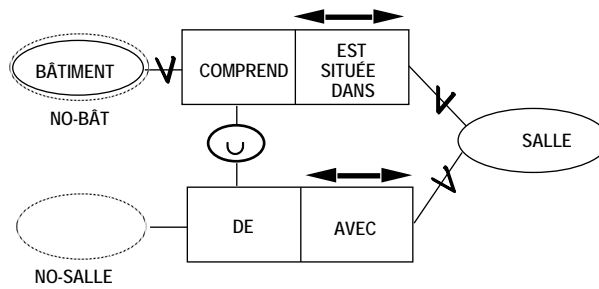 BÂTIMENT
COMPREND
EST
SITUÉE
DANS
NO-BÂT
SALLE
U
DE
AVEC
NO-SALLE